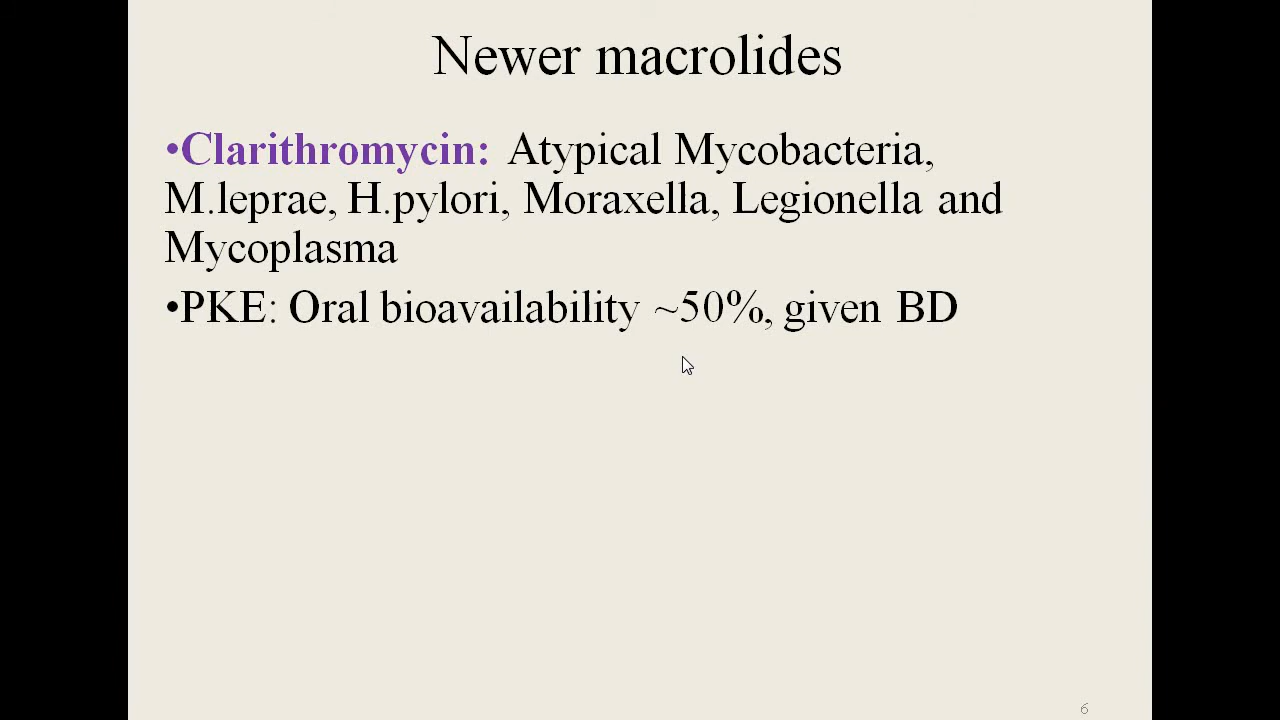 Newer macrolides
•Clarithromycin: Atypical Mycobacteria,
M.leprae, H.pylori, Moraxella, Legionella and
Mycoplasma
•PKE: Oral bioavailability ~50%, given BD
6